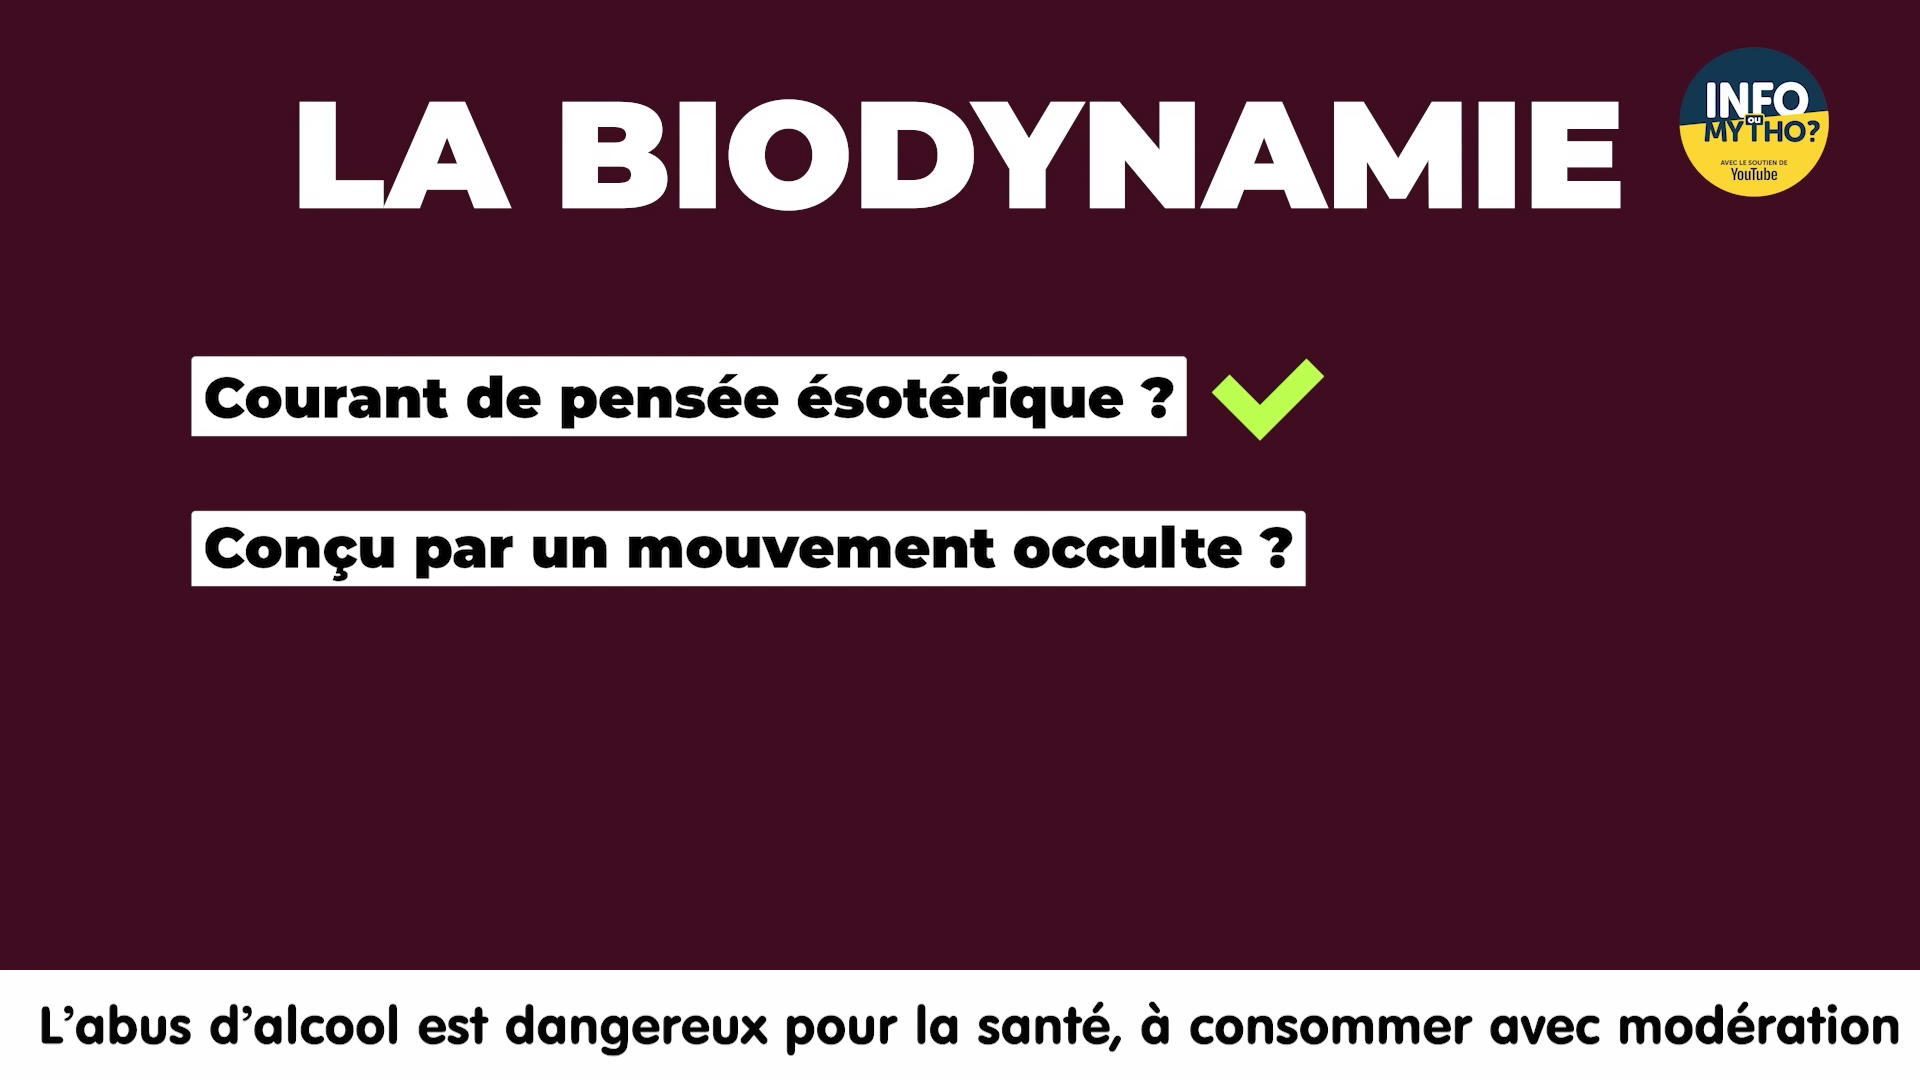 LA BIODYNAMIE
INFO
ou
MYTHO?
AVEC LE SOUTIEN DE
YouTube
Courant de pensée ésotérique ?
Conçu par un mouvement occulte ?
L'abus d'alcool est dangereux pour la santé, à consommer avec modération